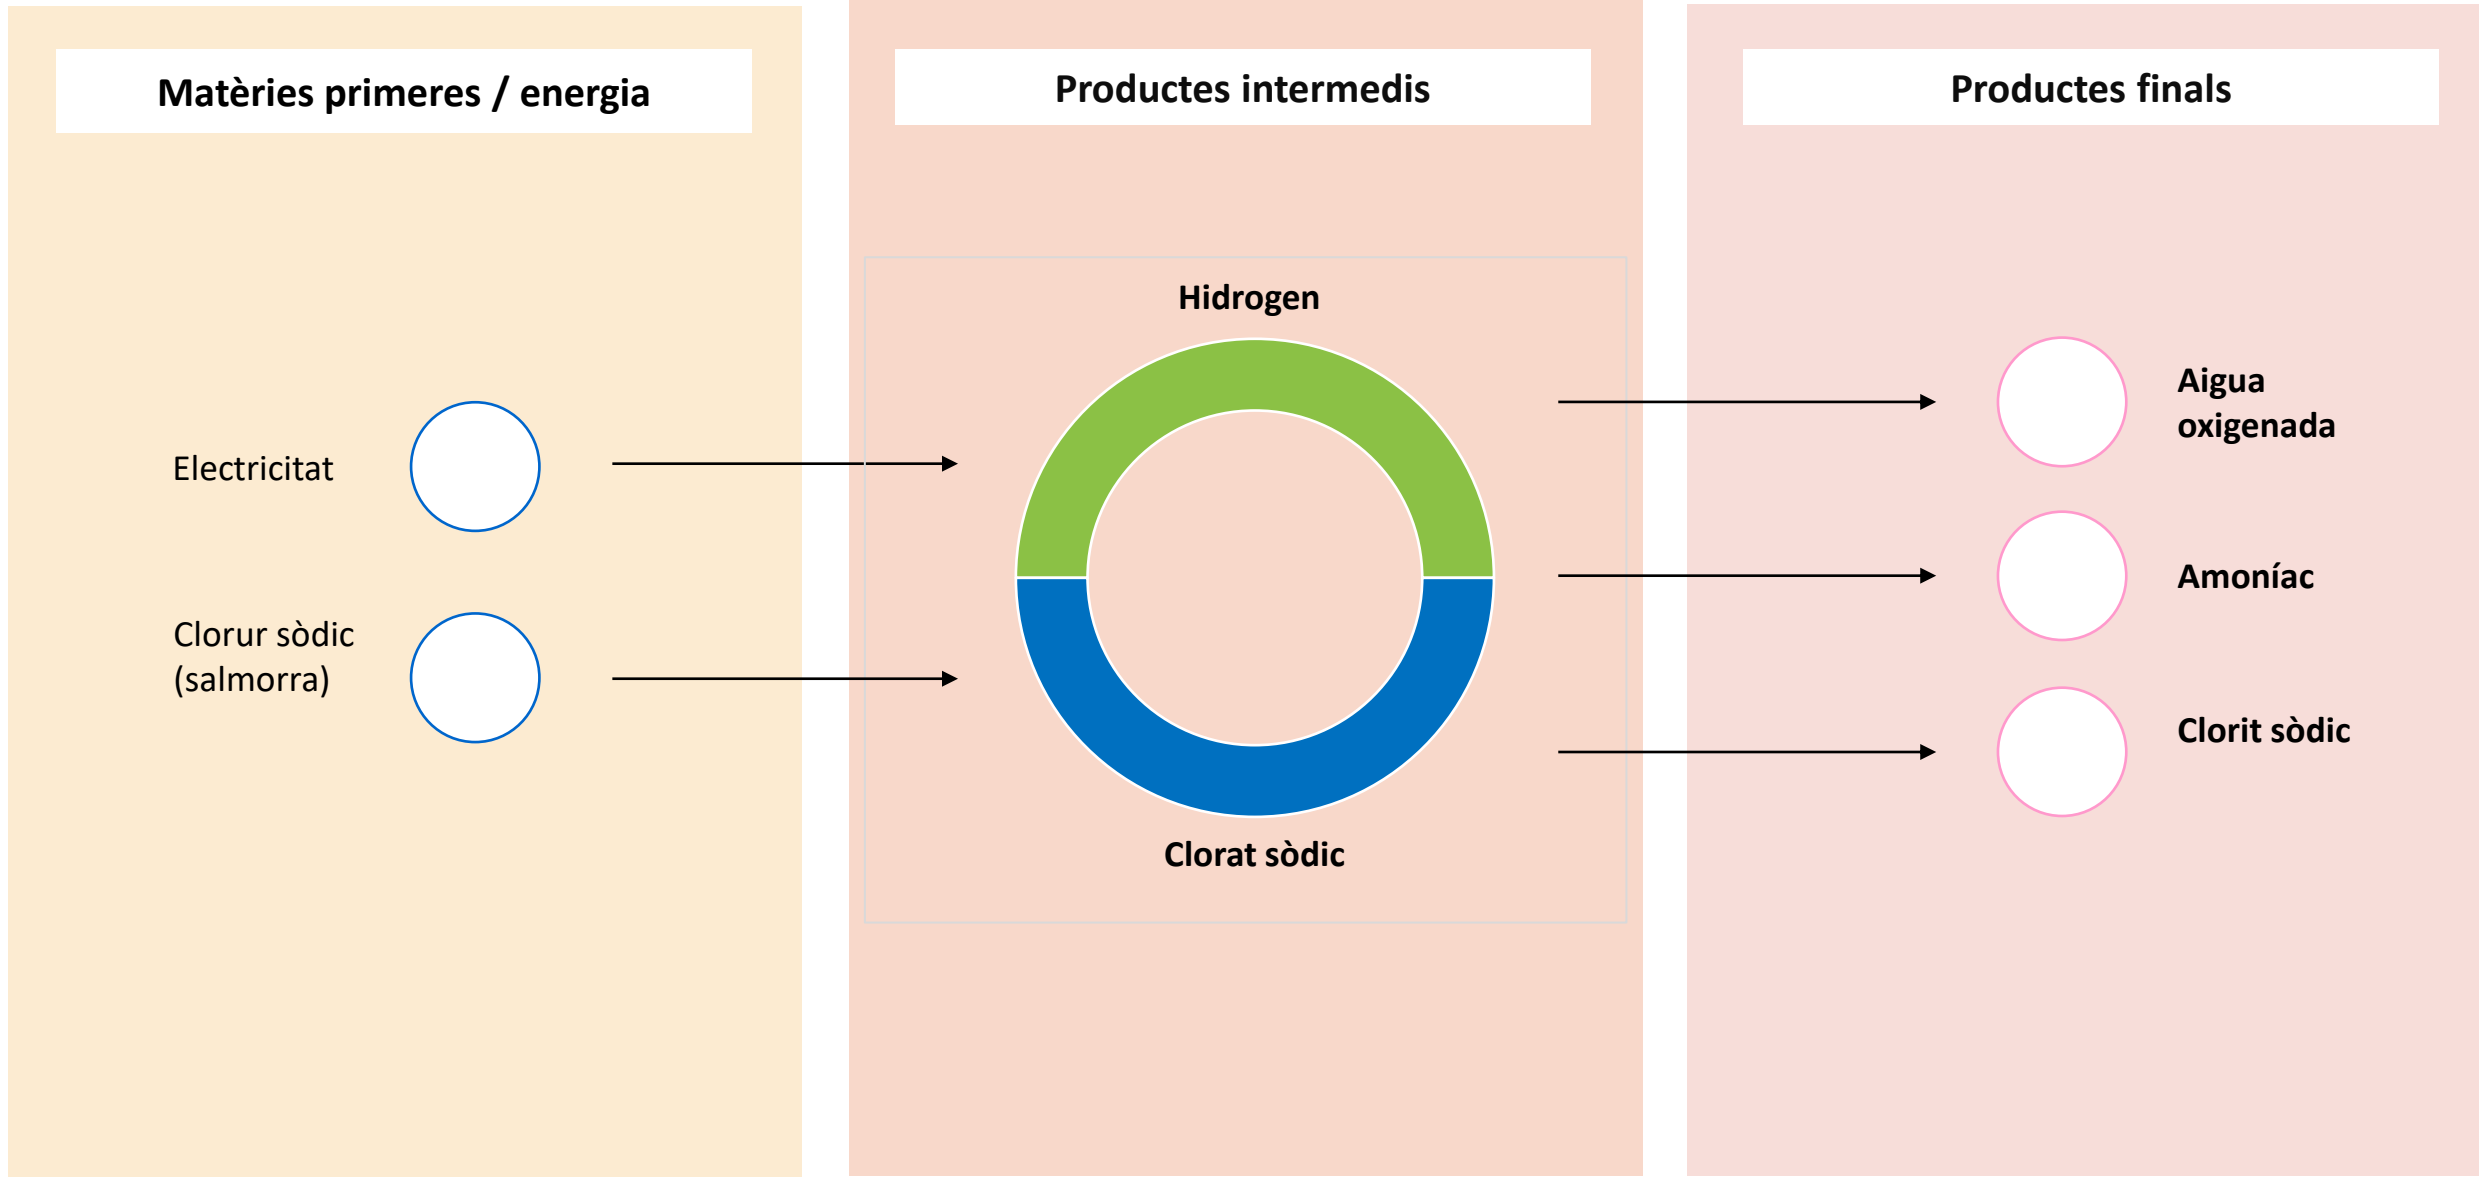 Matèries primeres / energia
Productes intermedis
Productes finals
Electricitat
Clorur sòdic
(salmorra)
Hidrogen
Clorat sòdic
Aigua
oxigenada
Amoníac
Clorit sòdic